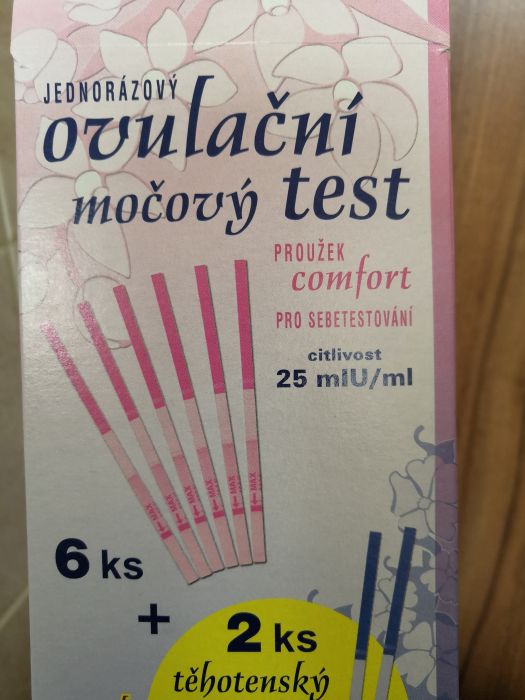 JEDNORÁZOVÝ
ovulační
močový test
PROUŽEK
comfort
PRO SEBETESTOVÁNÍ
citlivost
25 mIU/ml
MAX
MAX
MAX
MAX
MAX
6 ks
+
2 ks
těhotenský